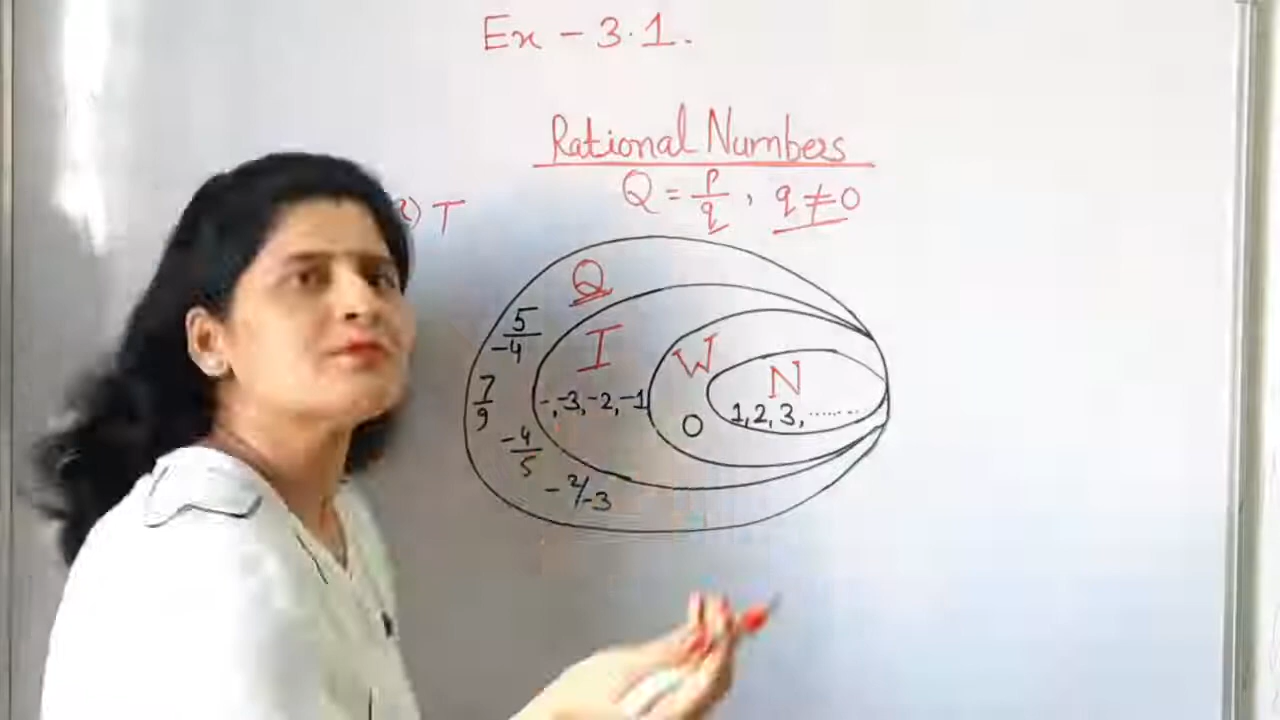 Ex - 3.1.
Rational Numbers
Q = p/q , q ≠ 0
) T
Q
5/-4
I
W
N
7/9
-, -3, -2, -1
0
1, 2, 3, ........
-4/5
- 2/-3